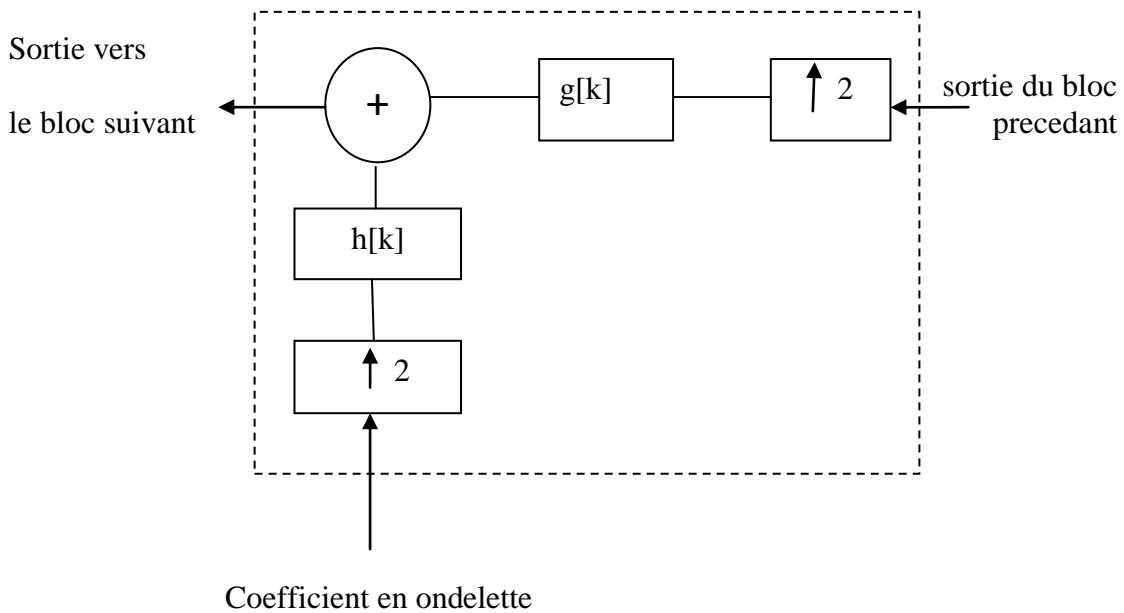 Sortie vers
le bloc suivant
+
g[k]
2
sortie du bloc
precedant
h[k]
2
Coefficient en ondelette